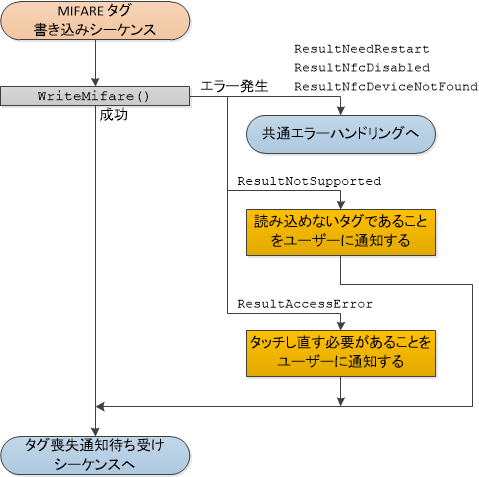 MIFARE タグ
書き込みシーケンス
WriteMifare()
エラー発生
ResultNeedRestart
ResultNfcDisabled
ResultNfcDeviceNotFound
成功
共通エラーハンドリングへ
ResultNotSupported
読み込めないタグであること
をユーザーに通知する
ResultAccessError
タッチし直す必要があることを
ユーザーに通知する
タグ喪失通知待ち受け
シーケンスへ